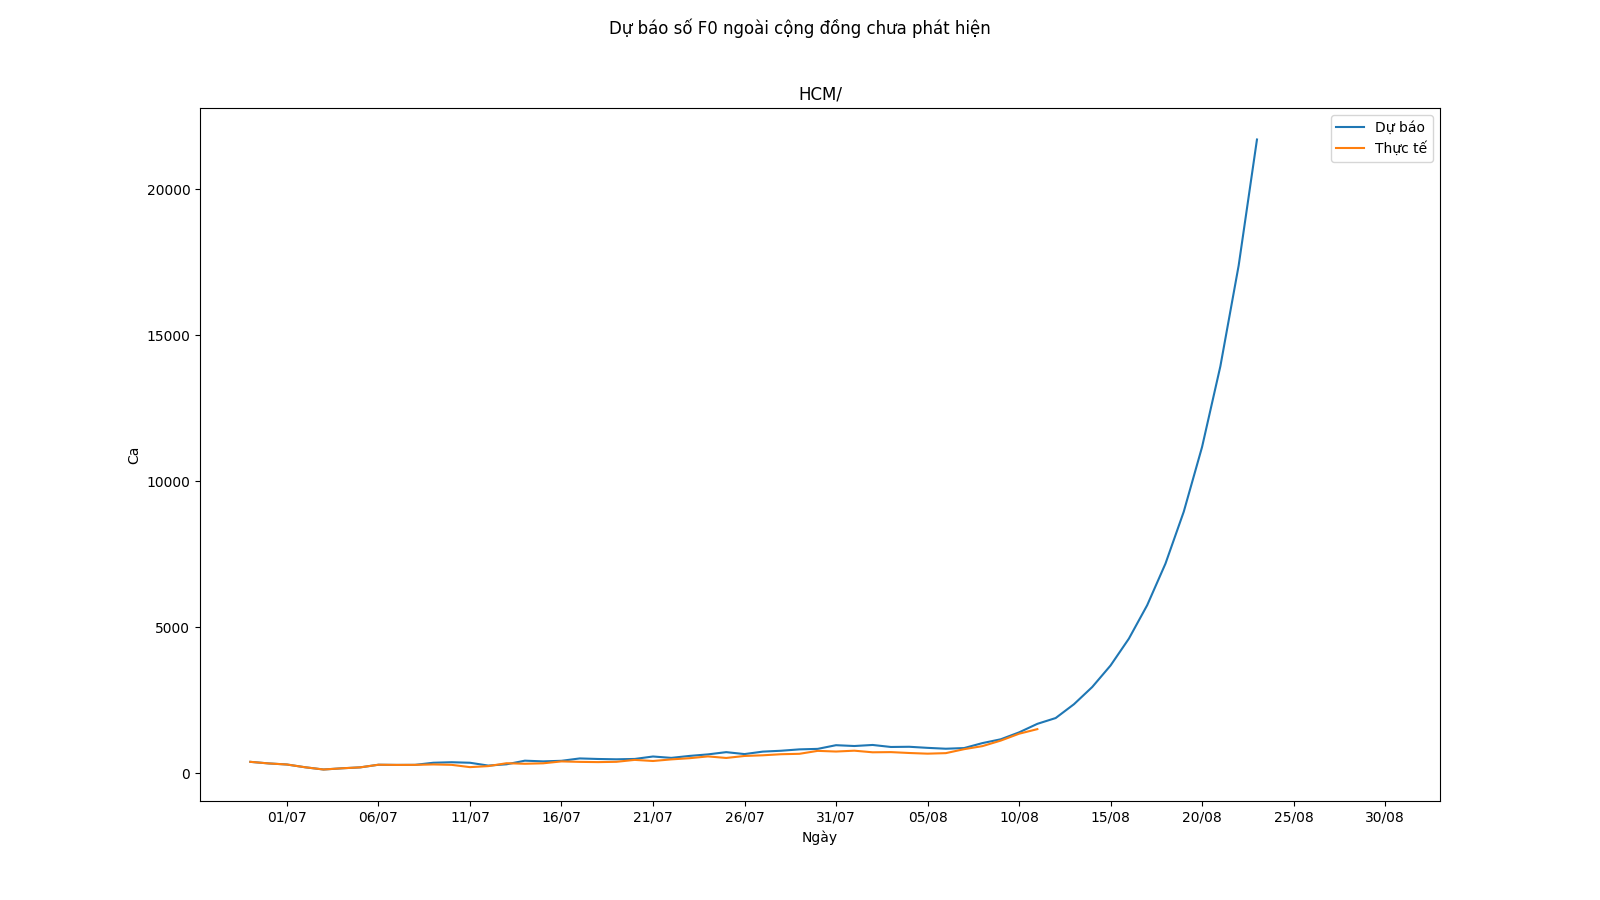 Dự báo số F0 ngoài cộng đồng chưa phát hiện
HCM/
Dự báo
Thực tế
Ca
20000
15000
10000
5000
0
01/07 06/07 11/07 16/07 21/07 26/07 31/07 05/08 10/08 15/08 20/08 25/08 30/08
Ngày